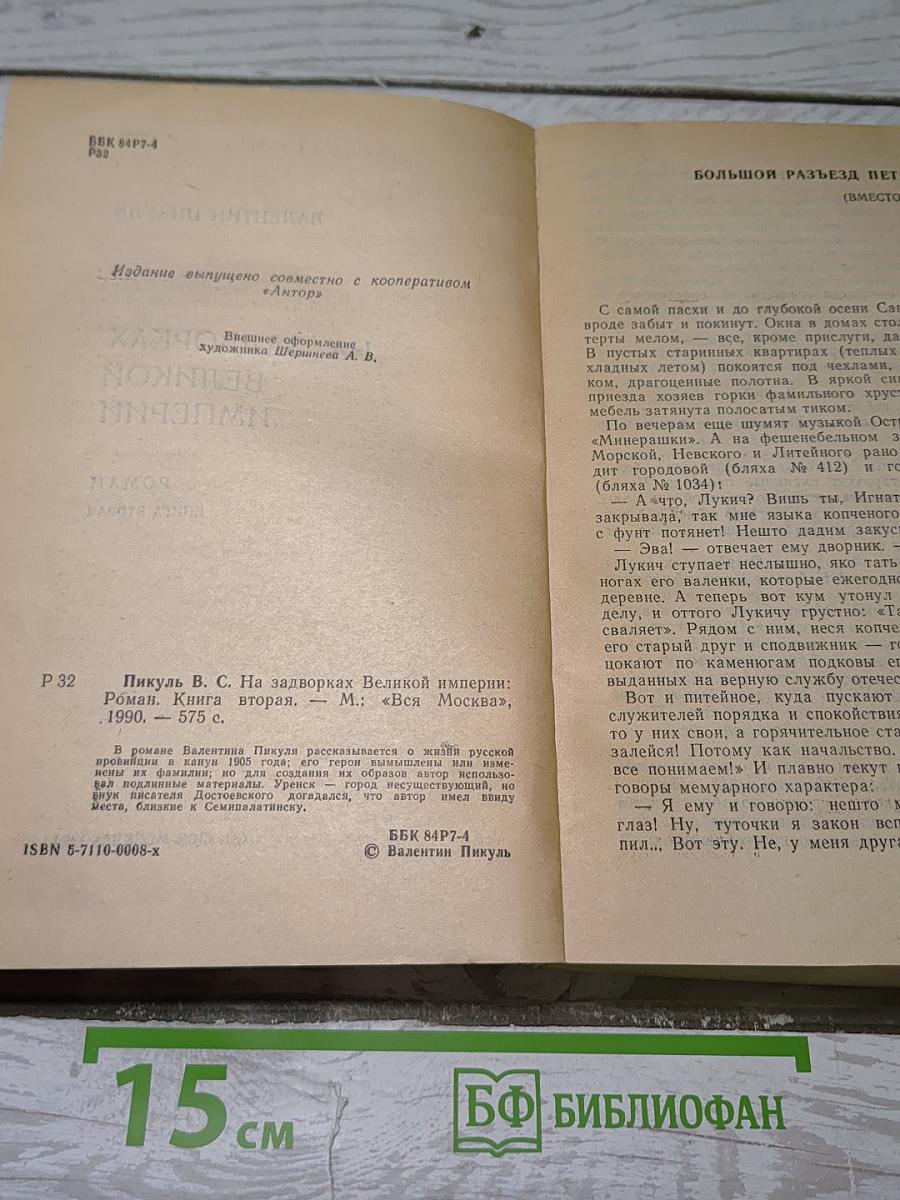 ББК 84Р7-4
Р32
Издание выпущено совместно с кооперативом
«Антор»
Внешнее оформление
художника Шершнева А. В.
Р 32
Пикуль В. С. На задворках Великой империи:
Роман. Книга вторая. — М.: «Вся Москва»,
1990. — 575 с.
В романе Валентина Пикуля рассказывается о жизни русской
провинции в канун 1905 года; его герои вымышлены или изме-
нены их фамилии; но для создания их образов автор использо-
вал подлинные материалы. Уренск — город несуществующий, но
внук писателя Достоевского догадался, что автор имел ввиду
места, близкие к Семипалатинску.
ББК 84Р7-4
ISBN 5-7110-0008-х
© Валентин Пикуль
БОЛЬШОЙ РАЗЪЕЗД ПЕТ
(ВМЕСТО
С самой пасхи и до глубокой осени Сан
вроде забыт и покинут. Окна в домах стол
терты мелом, — все, кроме прислуги, да
В пустых старинных квартирах (теплых
хладных летом) покоятся под чехлами,
ком, драгоценные полотна. В яркой син
приезда хозяев горки фамильного хруст
мебель затянута полосатым тиком.
По вечерам еще шумят музыкой Остр
«Минерашки». А на фешенебельном з
Морской, Невского и Литейного рано
дит городовой (бляха № 412) и го
(бляха № 1034):
— А что, Лукич? Вишь ты, Игнат
закрывала, так мне языка копченого
с фунт потянет! Нешто дадим закус
— Эва! — отвечает ему дворник. —
Лукич ступает неслышно, яко тать
ногах его валенки, которые ежегодно
деревне. А теперь вот кум утонул
делу, и оттого Лукичу грустно: «Та
сваляет». Рядом с ним, неся копче
его старый друг и сподвижник — го
цокают по каменюгам подковы ег
выданных на верную службу отечес
Вот и питейное, куда пускают
служителей порядка и спокойствия
то у них свои, а горячительное ста
залейся! Потому как начальство.
все понимаем!» И плавно текут
говоры мемуарного характера:
— Я ему и говорю: нешто м
глаз! Ну, туточки я закон всп
пил... Вот эту. Не, у меня друга
15 см
БФ БИБЛИОФАН